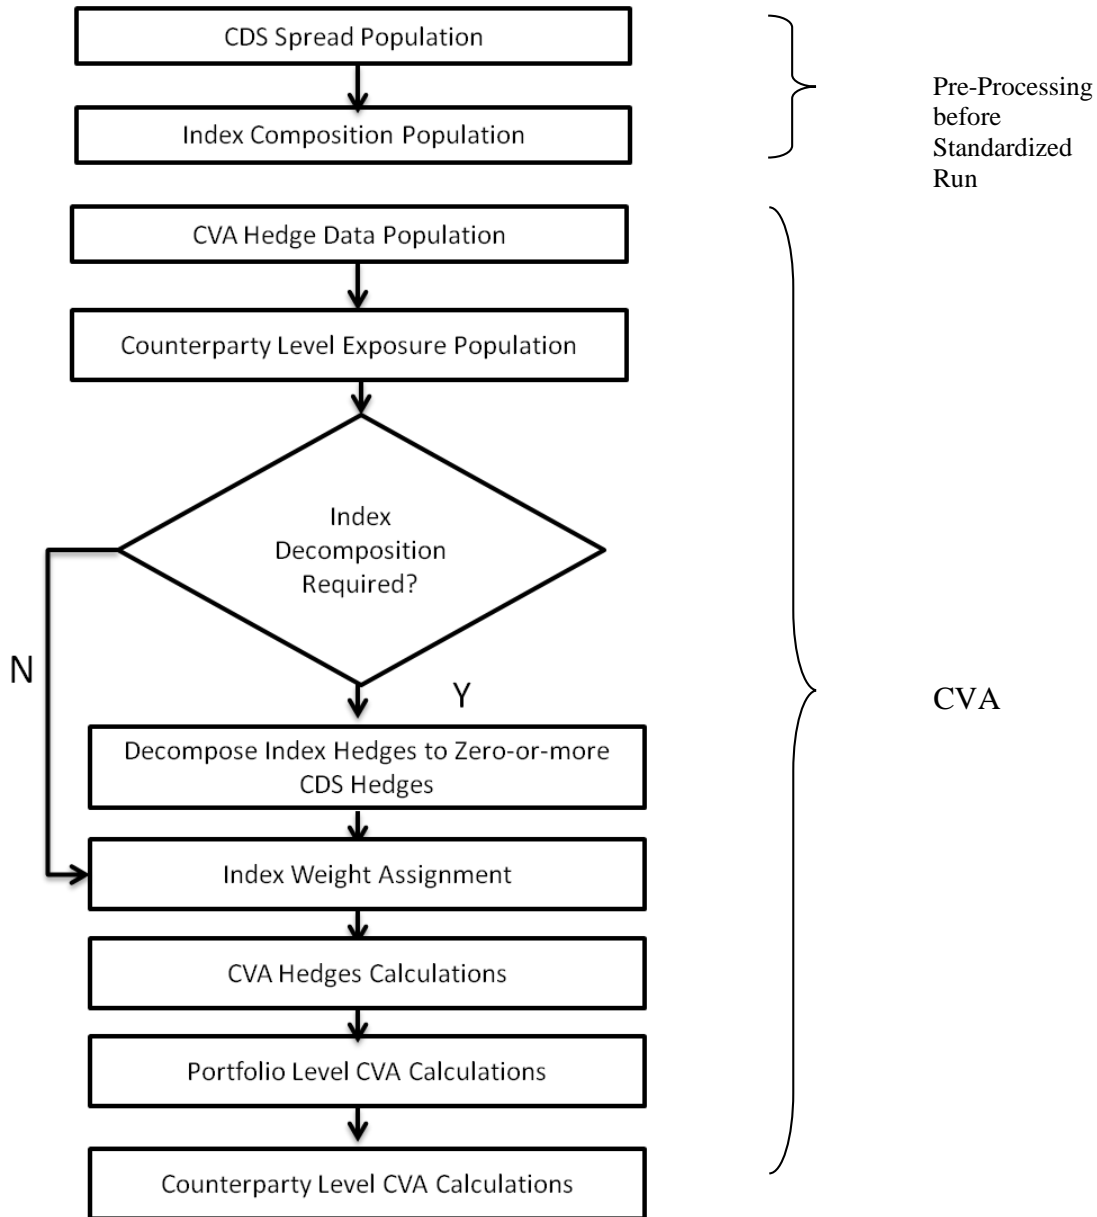 CDS Spread Population
Index Composition Population
Pre-Processing
before
Standardized
Run
CVA Hedge Data Population
Counterparty Level Exposure Population
Index
Decomposition
Required?
N
Y
CVA
Decompose Index Hedges to Zero-or-more
CDS Hedges
Index Weight Assignment
CVA Hedges Calculations
Portfolio Level CVA Calculations
Counterparty Level CVA Calculations